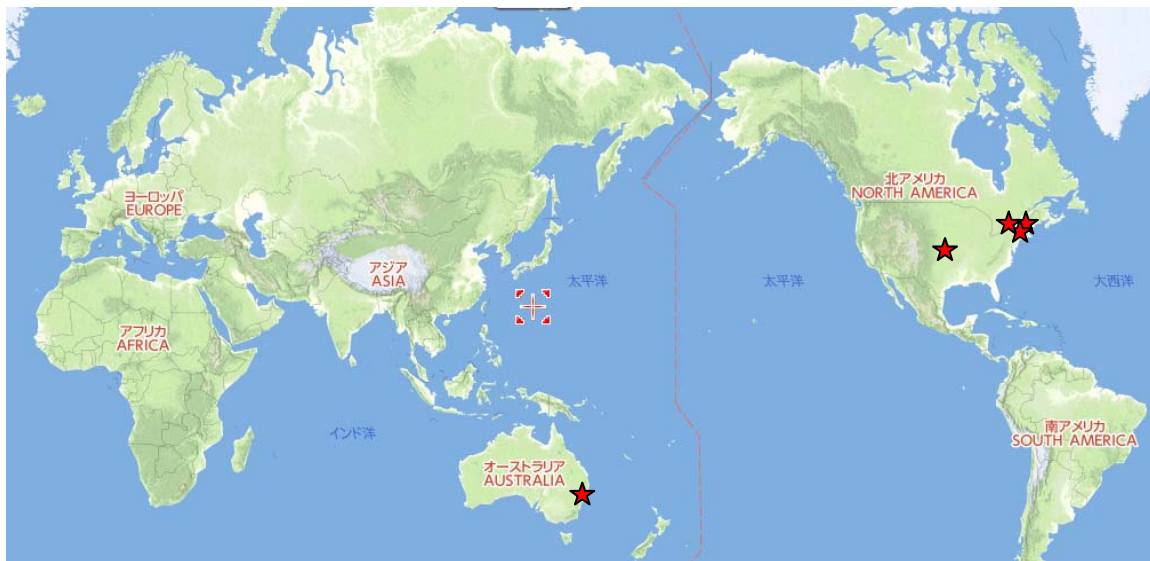 ヨーロッパ
EUROPE
アジア
ASIA
アフリカ
AFRICA
インド洋
オーストラリア
AUSTRALIA
太平洋
太平洋
北アメリカ
NORTH AMERICA
大西洋
南アメリカ
SOUTH AMERICA